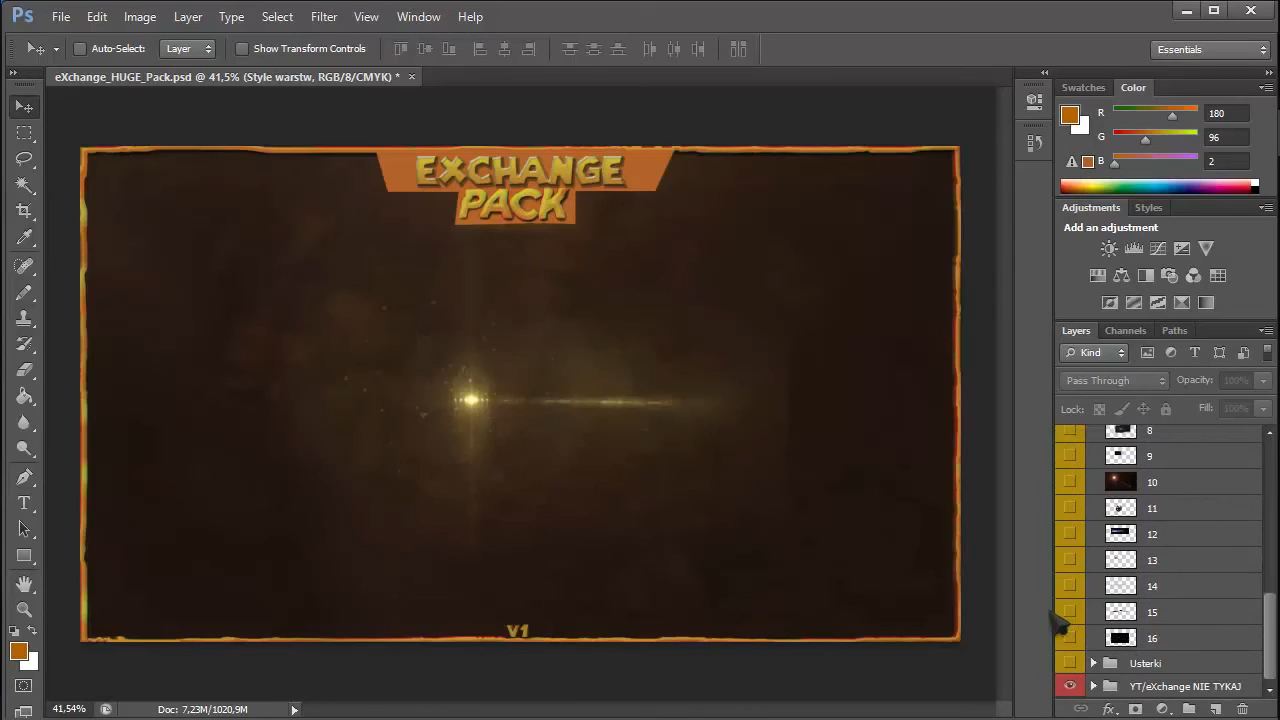 Ps File Edit Image Layer Type Select Filter View Window Help
Auto-Select: Layer Show Transform Controls Essentials
eXchange_HUGE_Pack.psd @ 41,5% (Style warstw, RGB/8/CMYK) * ×
Swatches Color
R 180
G 96
B 2
Adjustments Styles
Add an adjustment
Layers Channels Paths
Kind
Pass Through Opacity: 100%
Lock: Fill: 100%
8
9
10
11
12
13
14
15
16
Usterki
YT/eXchange NIE TYKAJ
EXCHANGE
PACK
V1
41,54% Doc: 7,23M/1020,9M